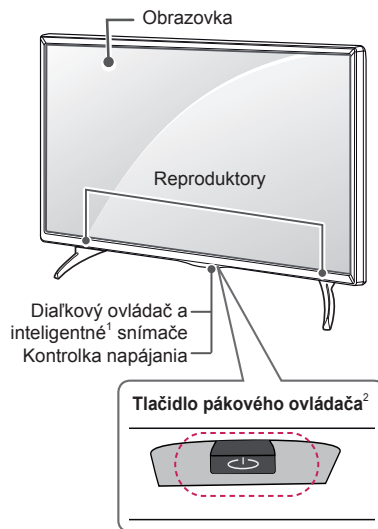 Obrazovka
Reproduktory
Diaľkový ovládač a
inteligentné¹ snímače
Kontrolka napájania
Tlačidlo pákového ovládača²